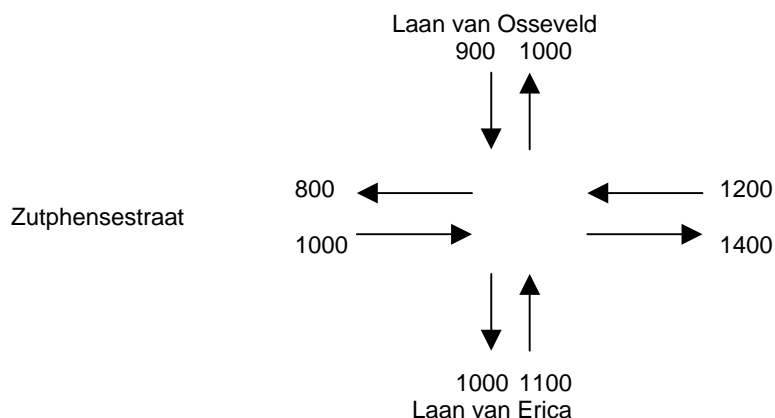 Laan van Osseveld
900 1000
800
1200
Zutphensestraat
1000
1400
1000 1100
Laan van Erica